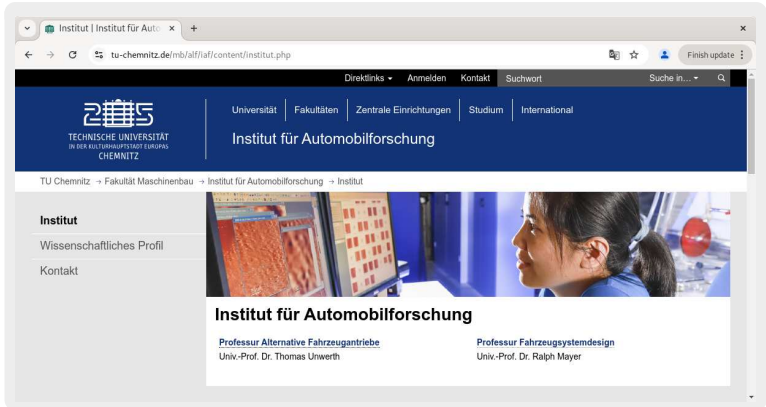 Institut | Institut für Auto
tu-chemnitz.de/mb/alf/iaf/content/institut.php
Finish update
Direktlinks Anmelden Kontakt Suchwort Suche in...
TECHNISCHE UNIVERSITÄT
IN DER KULTURHAUPTSTADT EUROPAS
CHEMNITZ
Universität Fakultäten Zentrale Einrichtungen Studium International
Institut für Automobilforschung
TU Chemnitz → Fakultät Maschinenbau → Institut für Automobilforschung → Institut
Institut
Wissenschaftliches Profil
Kontakt
Institut für Automobilforschung
Professur Alternative Fahrzeugantriebe
Univ.-Prof. Dr. Thomas Unwerth
Professur Fahrzeugsystemdesign
Univ.-Prof. Dr. Ralph Mayer